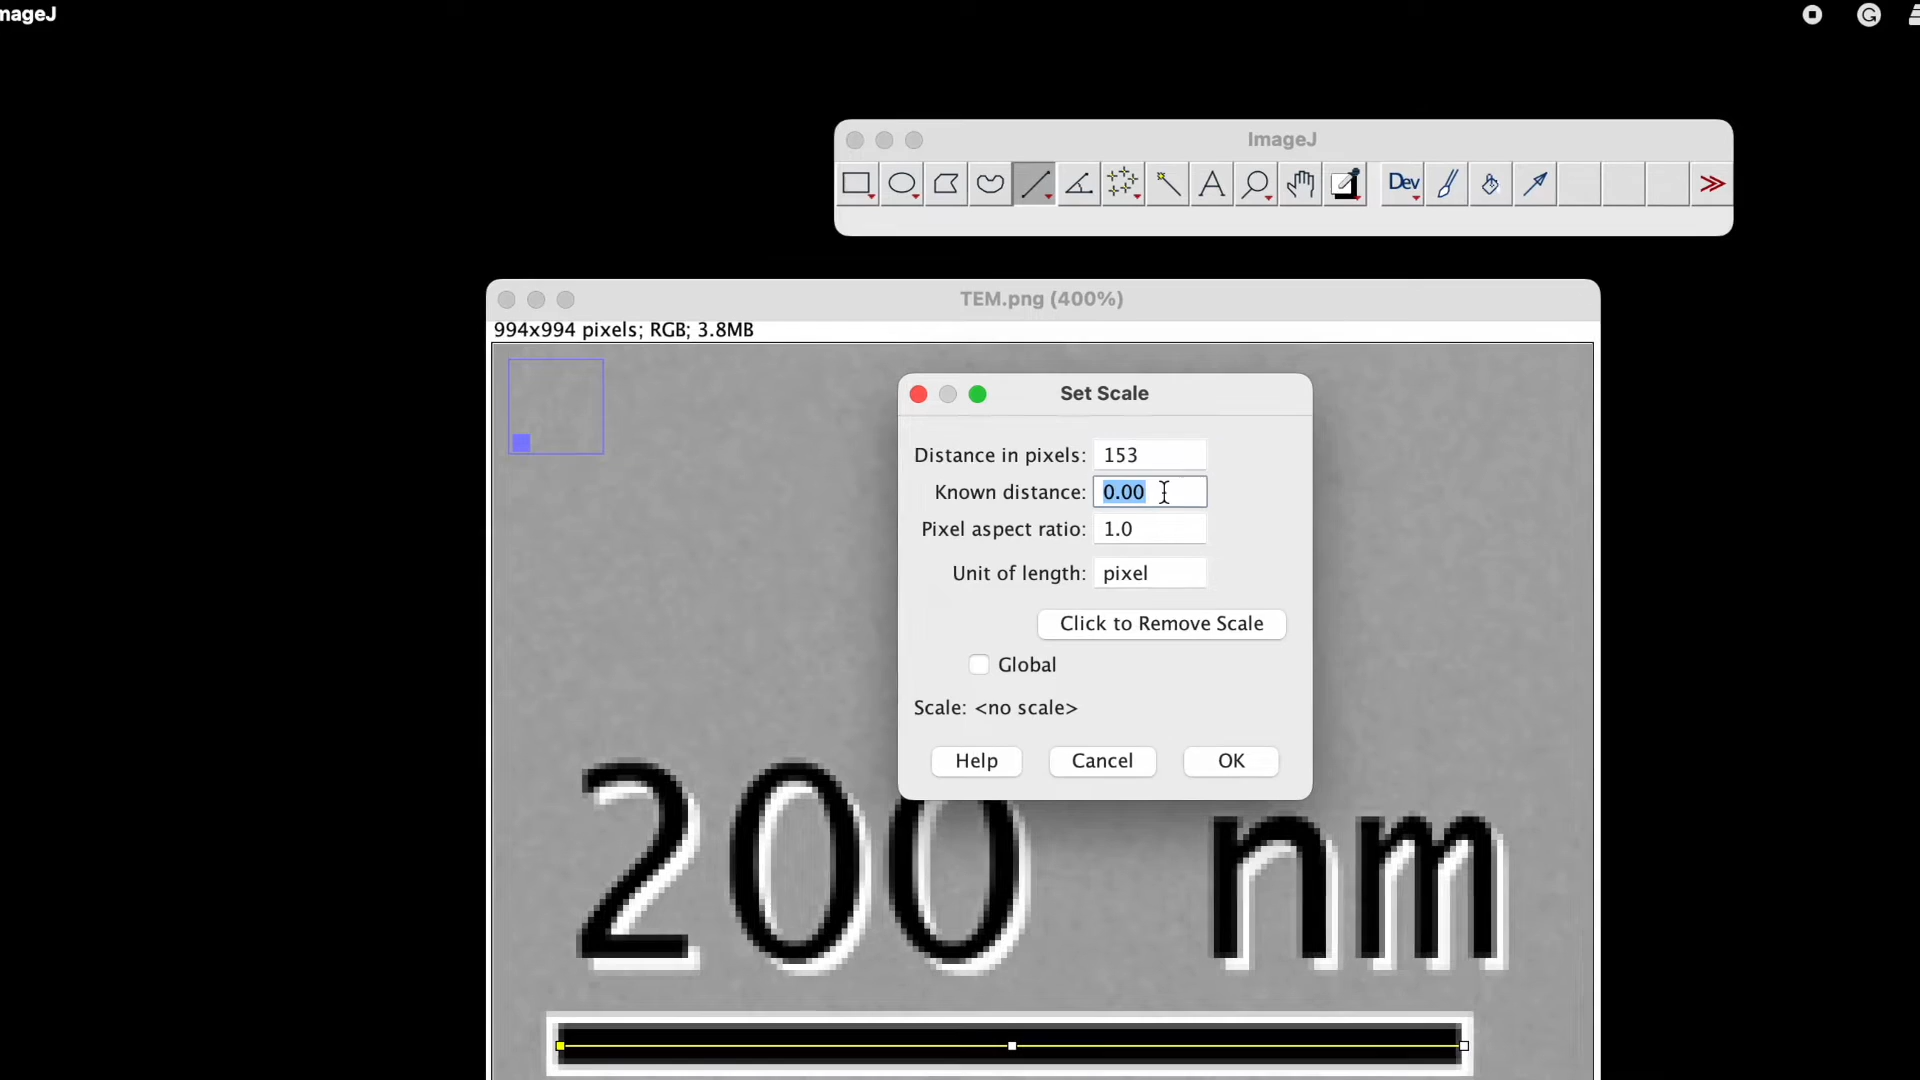 nageJ
ImageJ
Dev
TEM.png (400%)
994x994 pixels; RGB; 3.8MB
Set Scale
Distance in pixels: 153
Known distance: 0.00
Pixel aspect ratio: 1.0
Unit of length: pixel
Click to Remove Scale
Global
Scale: <no scale>
Help Cancel OK
200 nm